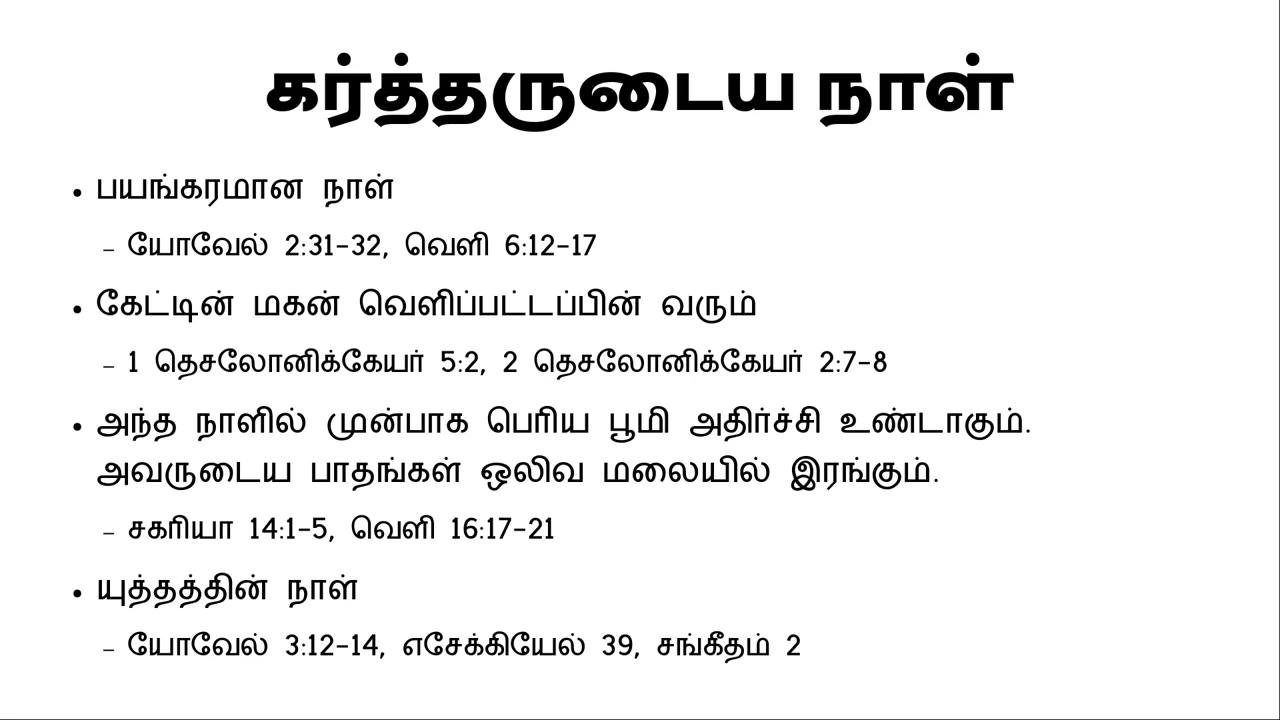 கர்த்தருடைய நாள்
• பயங்கரமான நாள்
– யோவேல் 2:31-32, வெளி 6:12-17
• கேட்டின் மகன் வெளிப்பட்டப்பின் வரும்
– 1 தெசலோனிக்கேயர் 5:2, 2 தெசலோனிக்கேயர் 2:7-8
• அந்த நாளில் முன்பாக பெரிய பூமி அதிர்ச்சி உண்டாகும்.
அவருடைய பாதங்கள் ஒலிவ மலையில் இரங்கும்.
– சகரியா 14:1-5, வெளி 16:17-21
• யுத்தத்தின் நாள்
– யோவேல் 3:12-14, எசேக்கியேல் 39, சங்கீதம் 2